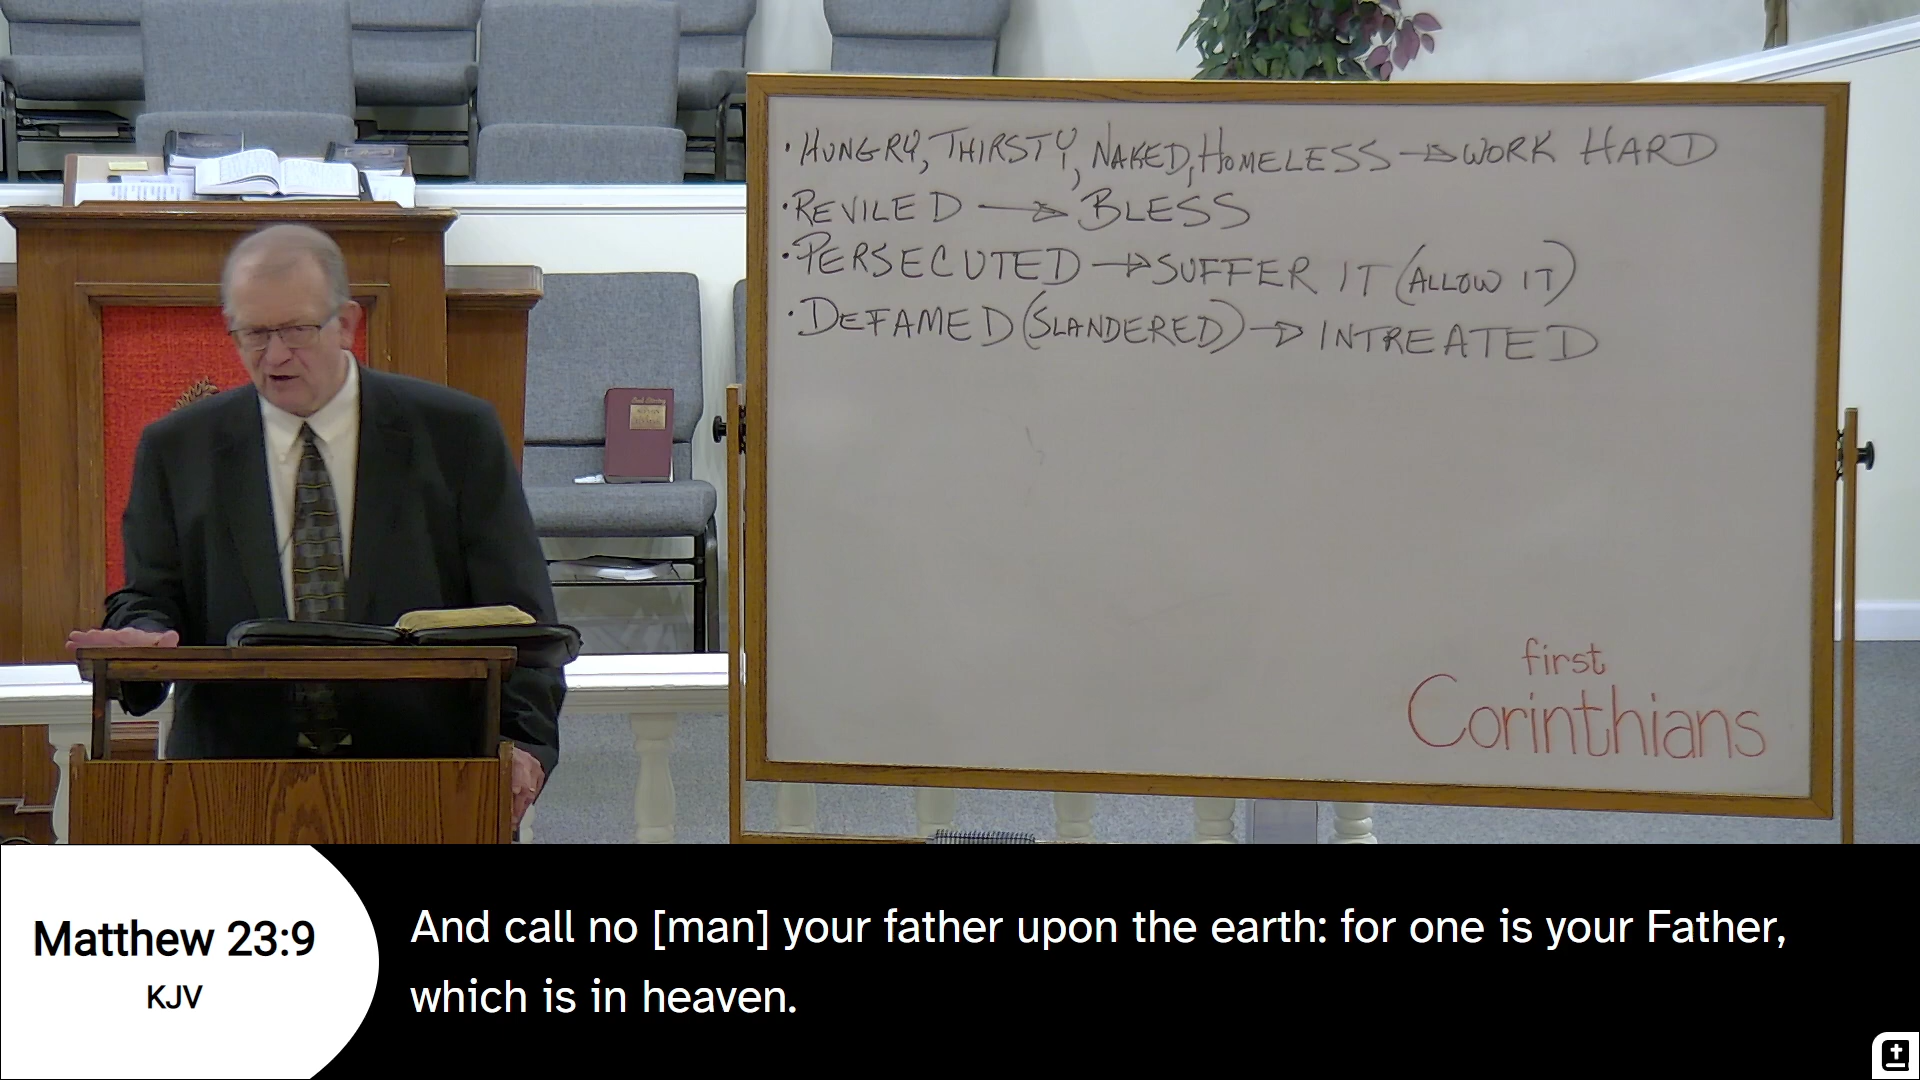 • HUNGRY, THIRSTY, NAKED, HOMELESS → WORK HARD
• REVILED → BLESS
• PERSECUTED → SUFFER IT (ALLOW IT)
• DEFAMED (SLANDERED) → INTREATED
first
Corinthians
Matthew 23:9
KJV
And call no [man] your father upon the earth: for one is your Father,
which is in heaven.